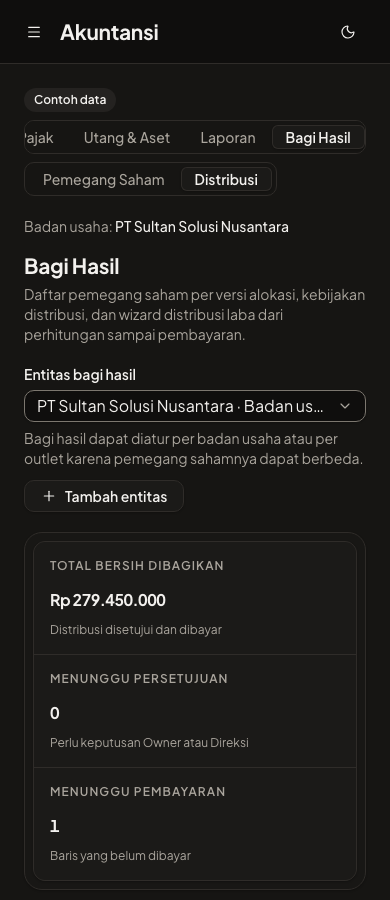 Akuntansi
Contoh data
Pajak Utang & Aset Laporan Bagi Hasil
Pemegang Saham Distribusi
Badan usaha: PT Sultan Solusi Nusantara
Bagi Hasil
Daftar pemegang saham per versi alokasi, kebijakan
distribusi, dan wizard distribusi laba dari
perhitungan sampai pembayaran.
Entitas bagi hasil
PT Sultan Solusi Nusantara · Badan us...
Bagi hasil dapat diatur per badan usaha atau per
outlet karena pemegang sahamnya dapat berbeda.
Tambah entitas
TOTAL BERSIH DIBAGIKAN
Rp 279.450.000
Distribusi disetujui dan dibayar
MENUNGGU PERSETUJUAN
0
Perlu keputusan Owner atau Direksi
MENUNGGU PEMBAYARAN
1
Baris yang belum dibayar